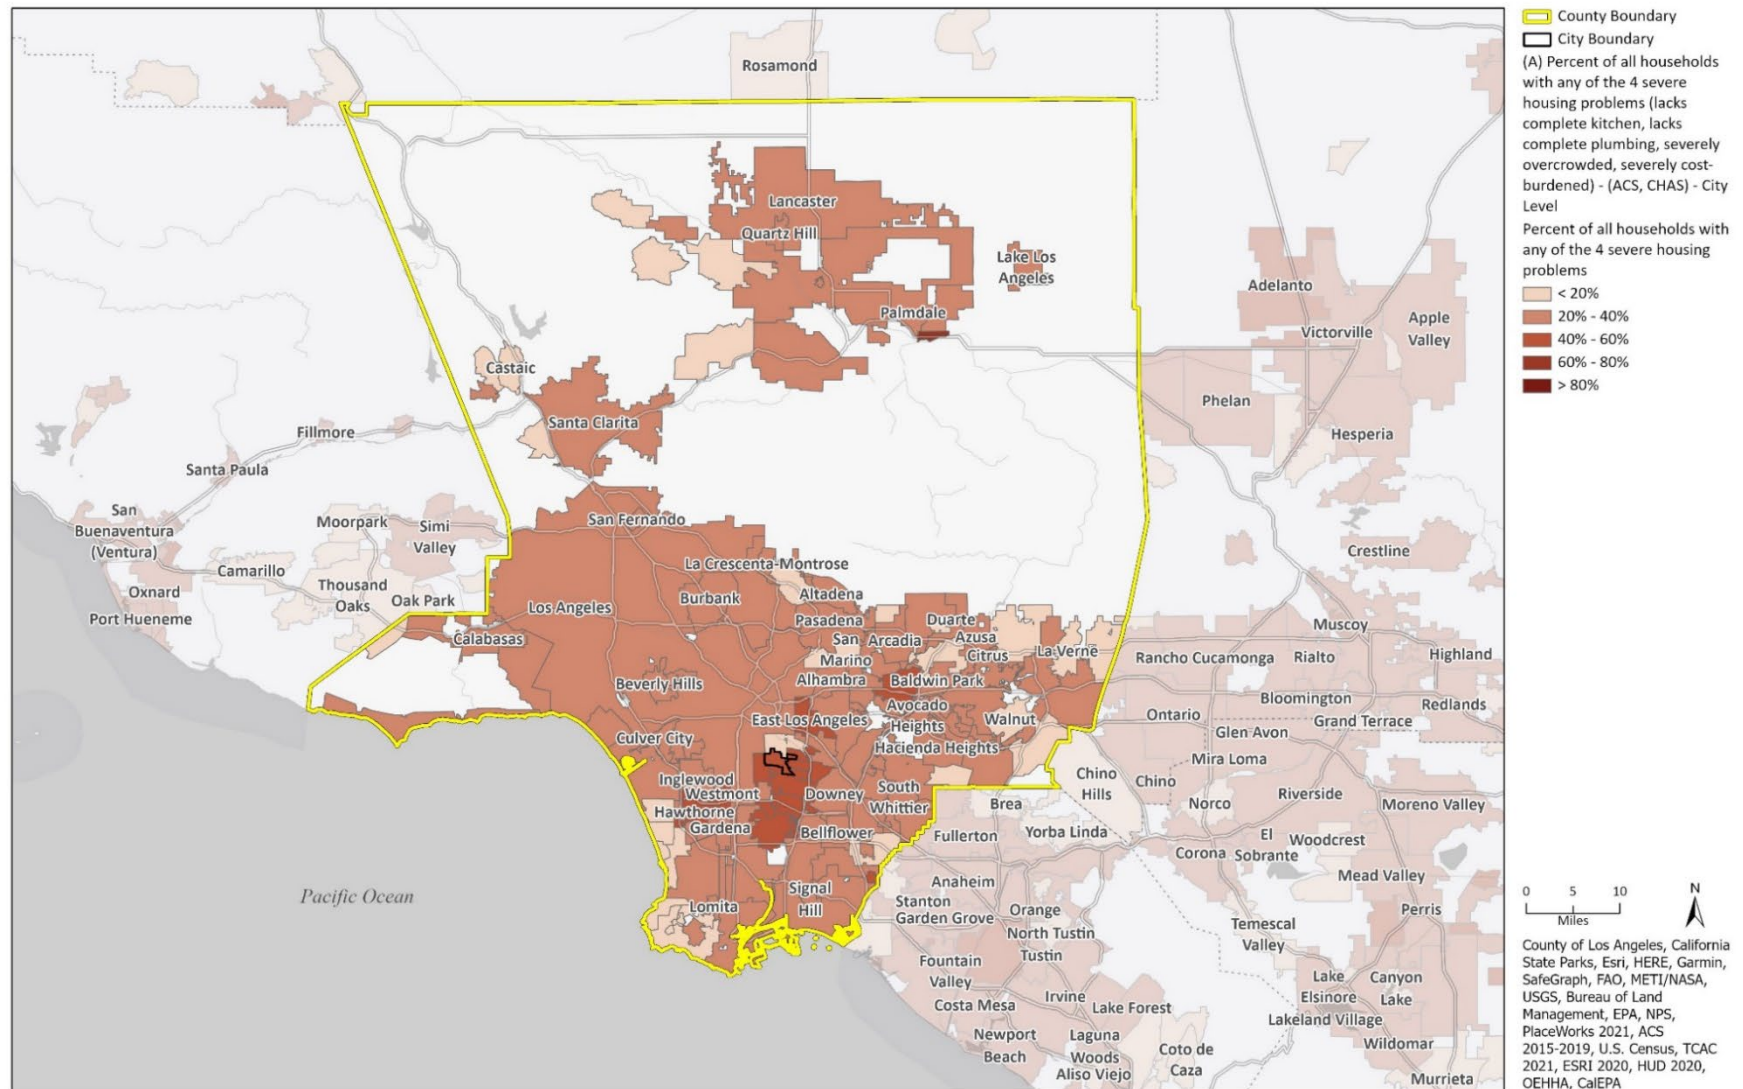 Rosamond
Lancaster
Quartz Hill
Lake Los
Angeles
Palmdale
Adelanto
Victorville
Apple
Valley
Castaic
Santa Clarita
Phelan
Hesperia
Fillmore
Santa Paula
San
Buenaventura
(Ventura)
Moorpark
Simi
Valley
San Fernando
Crestline
Camarillo
Thousand
Oaks
Oak Park
Oxnard
Port Hueneme
La Crescenta-Montrose
Los Angeles
Burbank
Altadena
Calabasas
Pasadena
Duarte
San
Marino
Arcadia
Azusa
Citrus
La Verne
Muscoy
Rancho Cucamonga
Rialto
Highland
Beverly Hills
Alhambra
Baldwin Park
Bloomington
Redlands
East Los Angeles
Avocado
Heights
Walnut
Ontario
Grand Terrace
Culver City
Hacienda Heights
Glen Avon
Mira Loma
Inglewood
Westmont
Downey
South
Whittier
Chino
Hills
Chino
Riverside
Moreno Valley
Hawthorne
Gardena
Bellflower
Brea
Norco
Fullerton
Yorba Linda
El
Sobrante
Woodcrest
Corona
Mead Valley
Pacific Ocean
Lomita
Signal
Hill
Anaheim
Stanton
Garden Grove
Orange
North Tustin
Tustin
Perris
Temescal
Valley
Fountain
Valley
Costa Mesa
Irvine
Lake Forest
Lake
Elsinore
Canyon
Lake
Lakeland Village
Newport
Beach
Laguna
Woods
Aliso Viejo
Coto de
Caza
Wildomar
Murrieta
County Boundary
City Boundary
(A) Percent of all households
with any of the 4 severe
housing problems (lacks
complete kitchen, lacks
complete plumbing, severely
overcrowded, severely cost-
burdened) - (ACS, CHAS) - City
Level
Percent of all households with
any of the 4 severe housing
problems
< 20%
20% - 40%
40% - 60%
60% - 80%
> 80%
0 5 10
Miles
N
County of Los Angeles, California
State Parks, Esri, HERE, Garmin,
SafeGraph, FAO, METI/NASA,
USGS, Bureau of Land
Management, EPA, NPS,
PlaceWorks 2021, ACS
2015-2019, U.S. Census, TCAC
2021, ESRI 2020, HUD 2020,
OEHHA, CalEPA